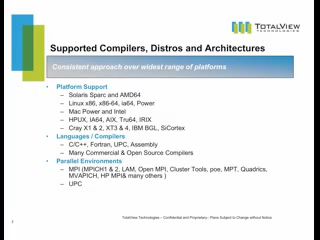 TOTALVIEW
TECHNOLOGIES
Supported Compilers, Distros and Architectures
Consistent approach over widest range of platforms
• Platform Support
– Solaris Sparc and AMD64
– Linux x86, x86-64, ia64, Power
– Mac Power and Intel
– HPUX, IA64, AIX, Tru64, IRIX
– Cray X1 & 2, XT3 & 4, IBM BGL, SiCortex
• Languages / Compilers
– C/C++, Fortran, UPC, Assembly
– Many Commercial & Open Source Compilers
• Parallel Environments
– MPI (MPICH1 & 2, LAM, Open MPI, Cluster Tools, poe, MPT, Quadrics,
MVAPICH, HP MPI& many others )
– UPC
TotalView Technologies – Confidential and Proprietary - Plans Subject to Change without Notice